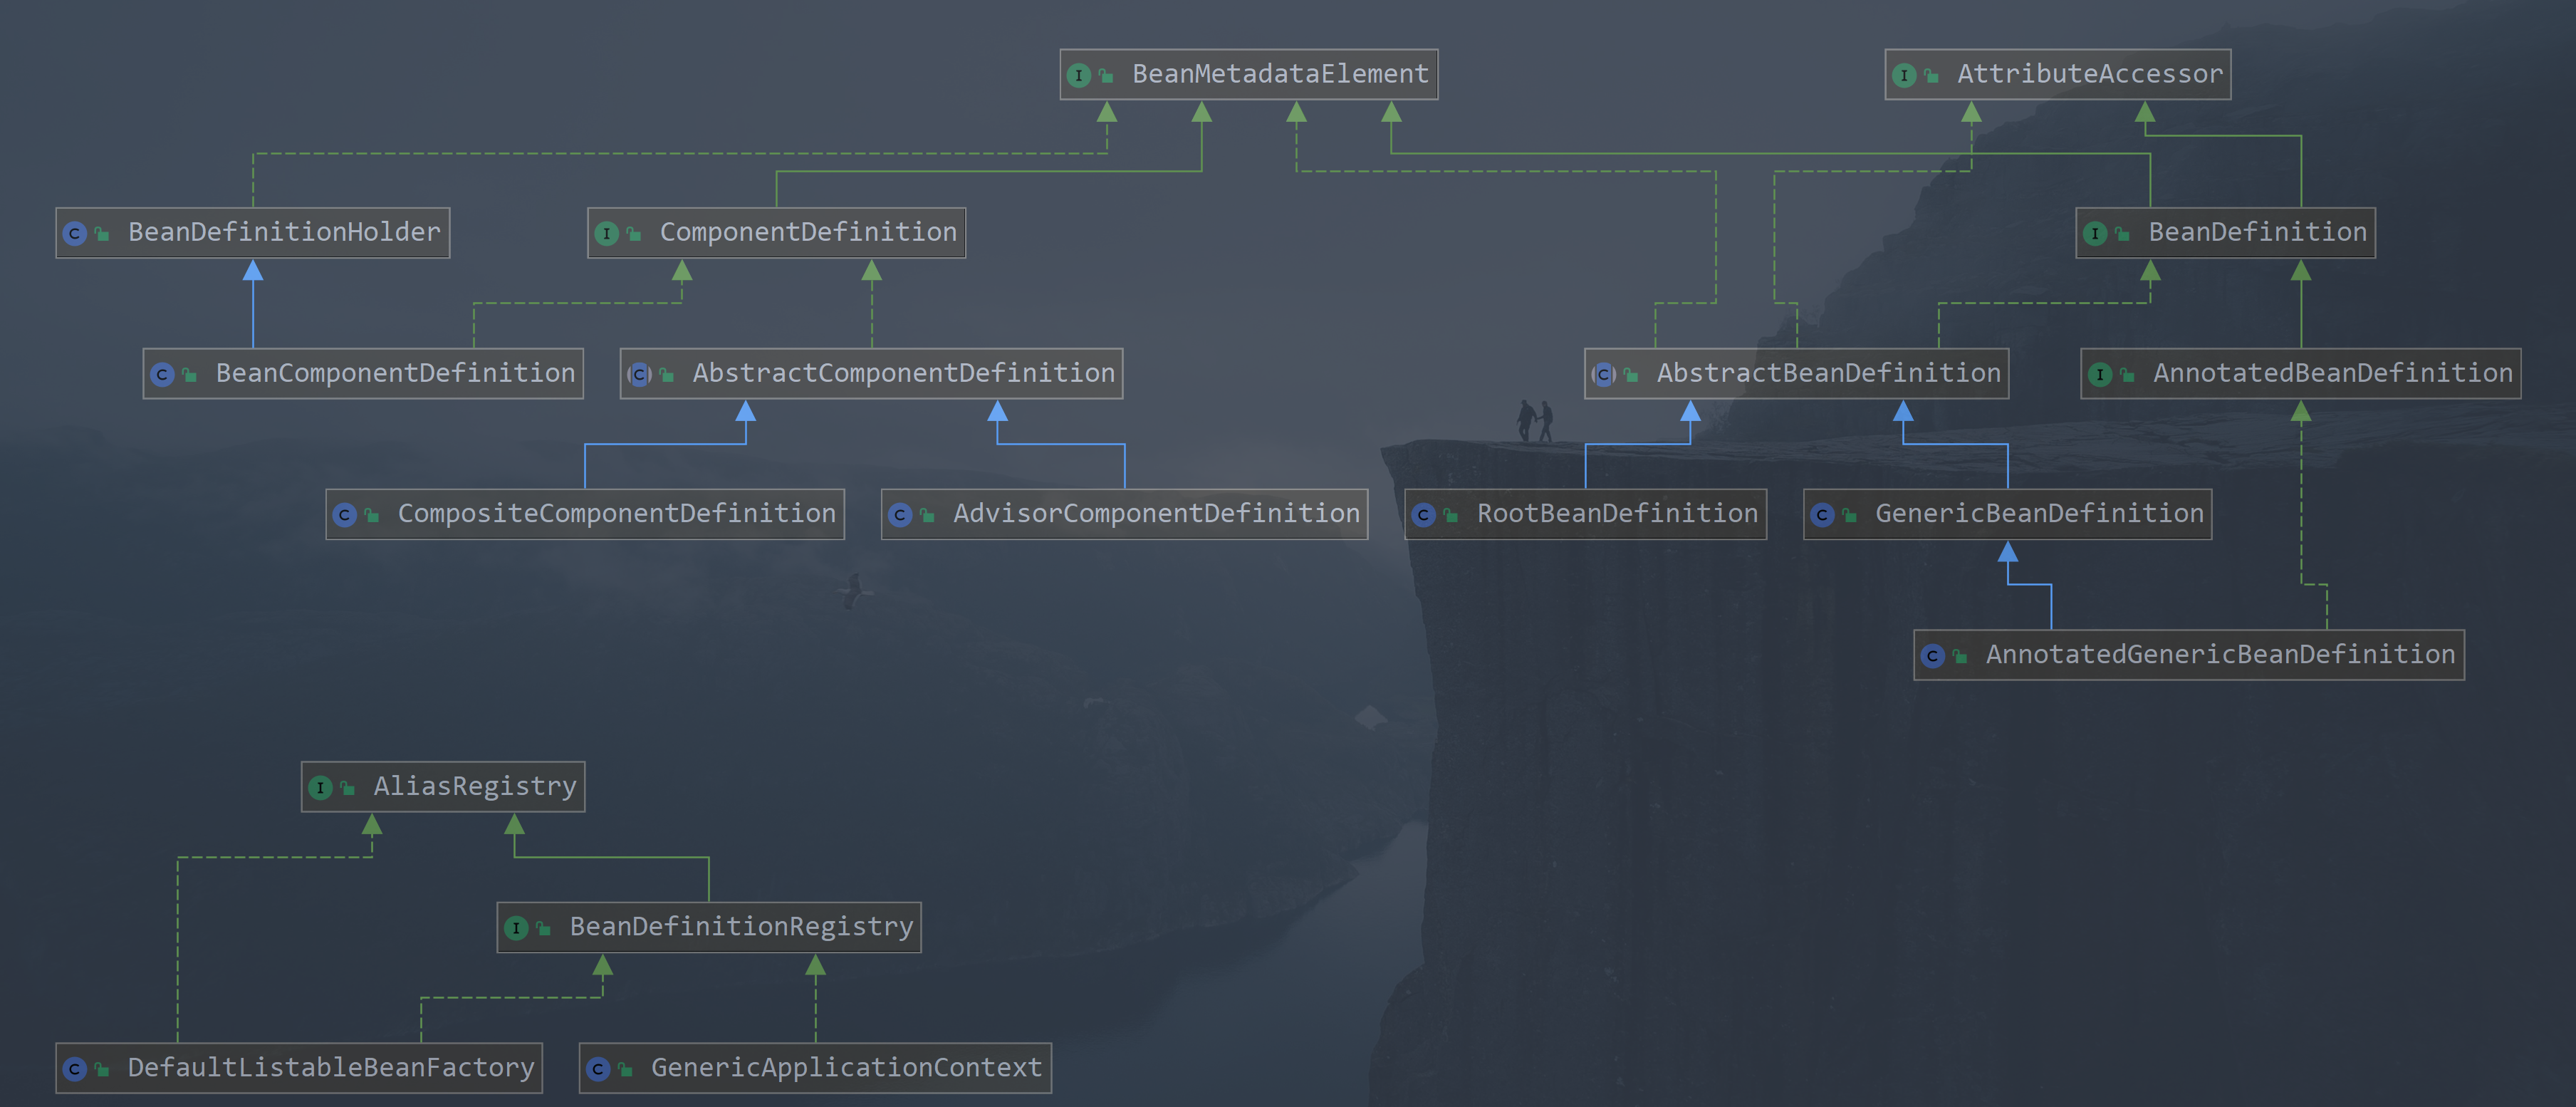 BeanMetadataElement
AttributeAccessor
BeanDefinitionHolder
ComponentDefinition
BeanDefinition
BeanComponentDefinition
AbstractComponentDefinition
AbstractBeanDefinition
AnnotatedBeanDefinition
CompositeComponentDefinition
AdvisorComponentDefinition
RootBeanDefinition
GenericBeanDefinition
AnnotatedGenericBeanDefinition
AliasRegistry
BeanDefinitionRegistry
DefaultListableBeanFactory
GenericApplicationContext